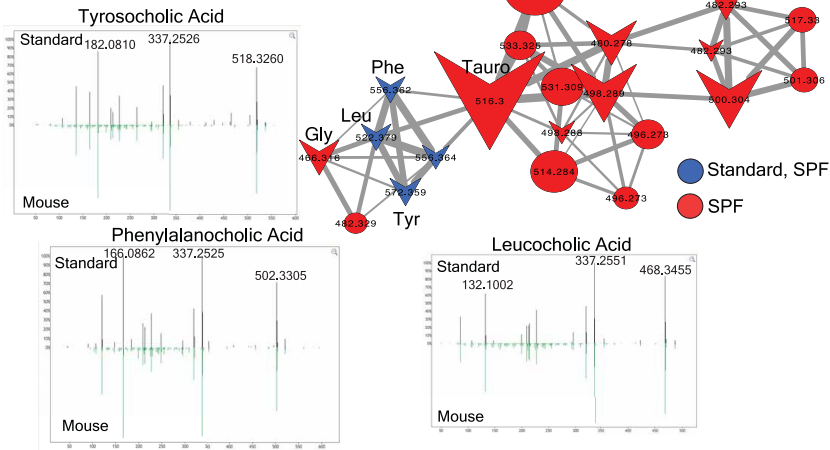 Tyrosocholic Acid
Standard
182.0810
337.2526
518.3260
Mouse
482.293
517.33
533.325
480.278
482.293
Phe
Tauro
556.362
531.309
498.289
501.306
516.3
500.304
Leu
Gly
522.379
498.288
496.273
466.316
556.364
514.284
Standard, SPF
572.359
496.273
SPF
482.329
Tyr
Phenylalanocholic Acid
Standard
166.0862
337.2525
502.3305
Mouse
Leucocholic Acid
Standard
337.2551
132.1002
468.3455
Mouse